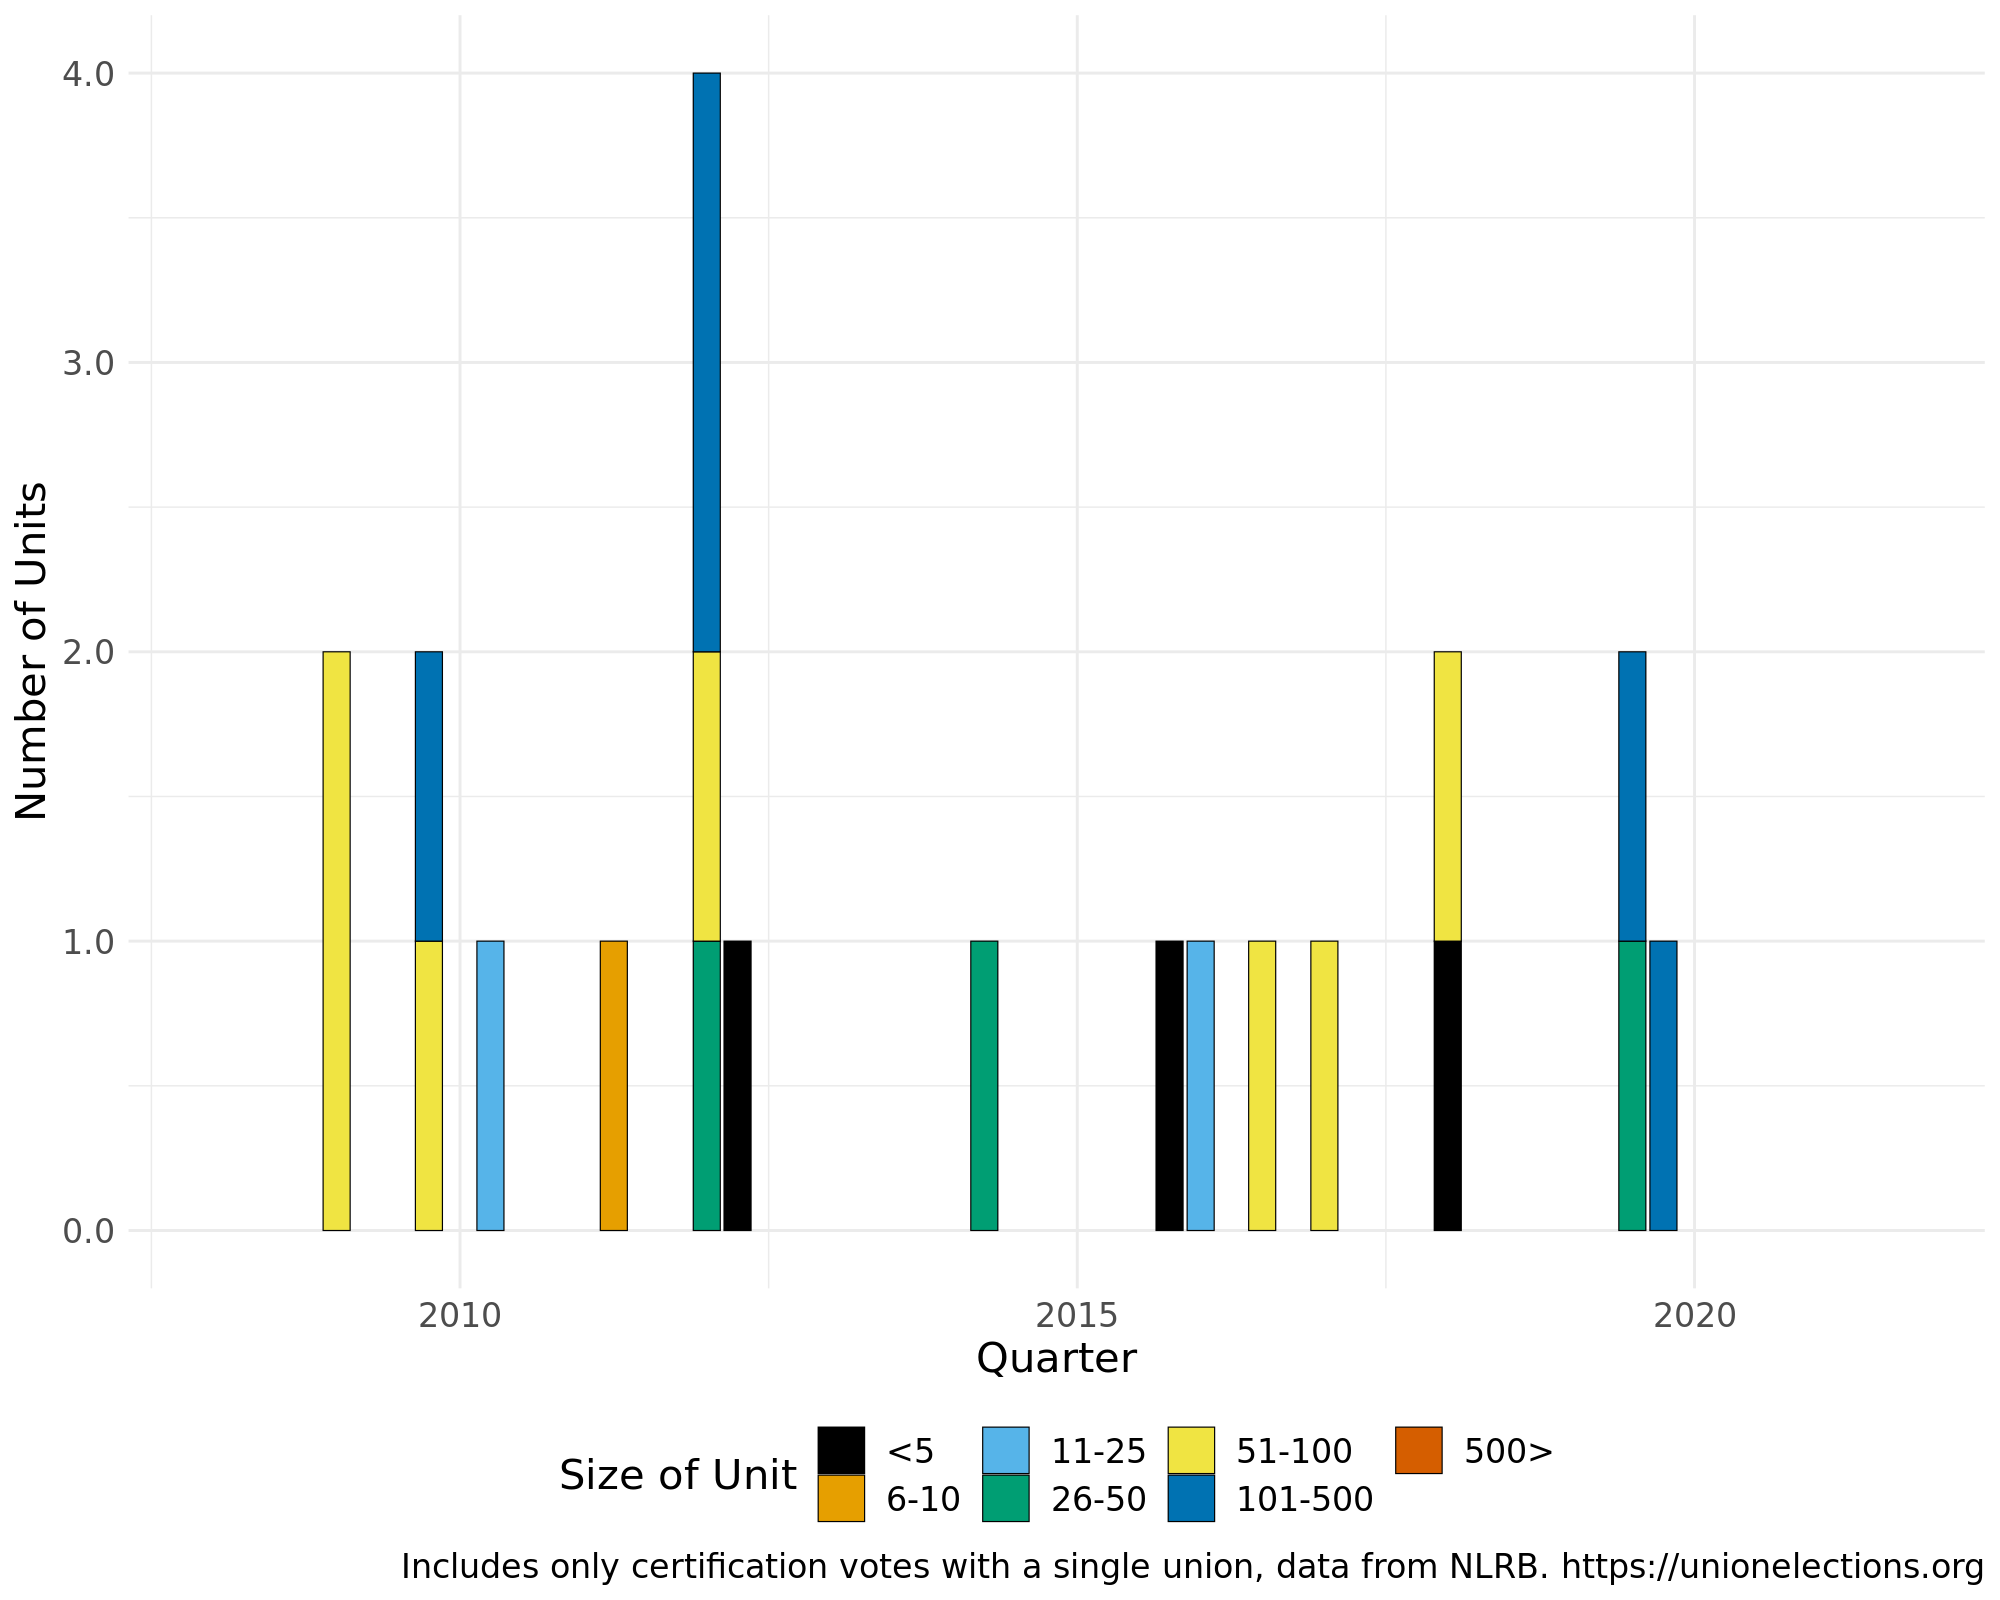 4.0
3.0
2.0
1.0
0.0
Number of Units
2010 2015 2020
Quarter
Size of Unit
<5 11-25 51-100 500>
6-10 26-50 101-500
Includes only certification votes with a single union, data from NLRB. https://unionelections.org